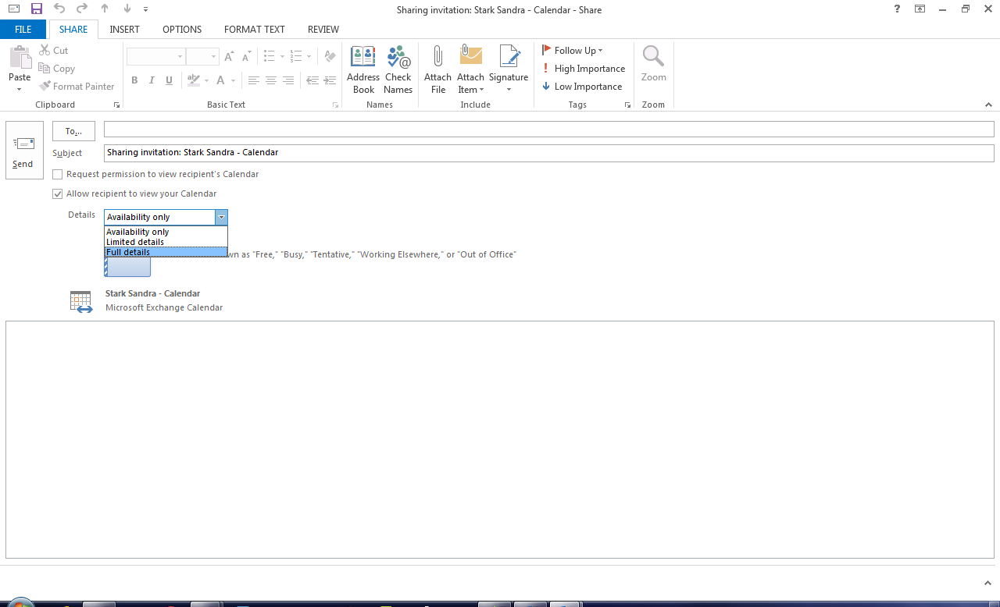 Sharing invitation: Stark Sandra - Calendar - Share
?
FILE SHARE INSERT OPTIONS FORMAT TEXT REVIEW
Paste
Cut
Copy
Format Painter
Clipboard
A A
B I U ab A
Basic Text
Address Book
Check Names
Names
Attach File
Attach Item
Signature
Include
Follow Up
High Importance
Low Importance
Tags
Zoom
Zoom
Send
To...
Subject Sharing invitation: Stark Sandra - Calendar
Request permission to view recipient's Calendar
Allow recipient to view your Calendar
Details Availability only
Availability only
Limited details
Full details
wn as "Free," "Busy," "Tentative," "Working Elsewhere," or "Out of Office"
Stark Sandra - Calendar
Microsoft Exchange Calendar